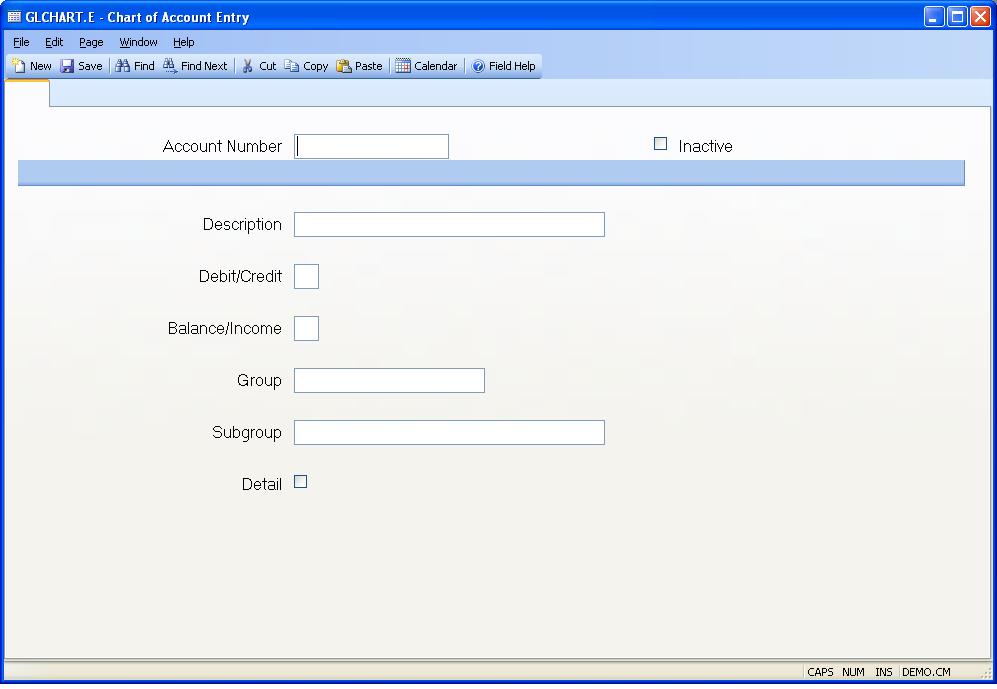 GLCHART.E - Chart of Account Entry
File Edit Page Window Help
New Save Find Find Next Cut Copy Paste Calendar Field Help
Account Number Inactive
Description
Debit/Credit
Balance/Income
Group
Subgroup
Detail
CAPS NUM INS DEMO.CM